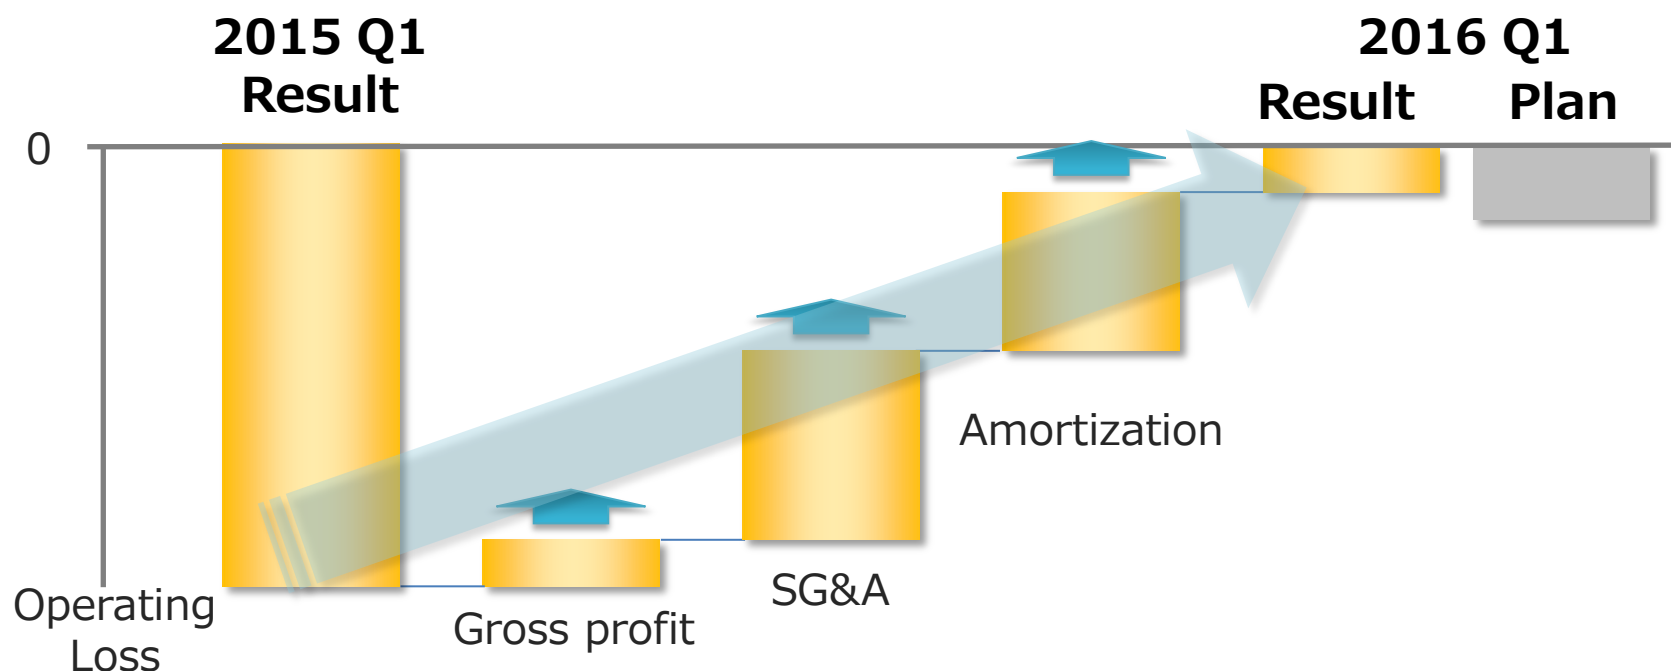 2015 Q1
Result
2016 Q1
Result
Plan
0
Amortization
SG&A
Gross profit
Operating
Loss